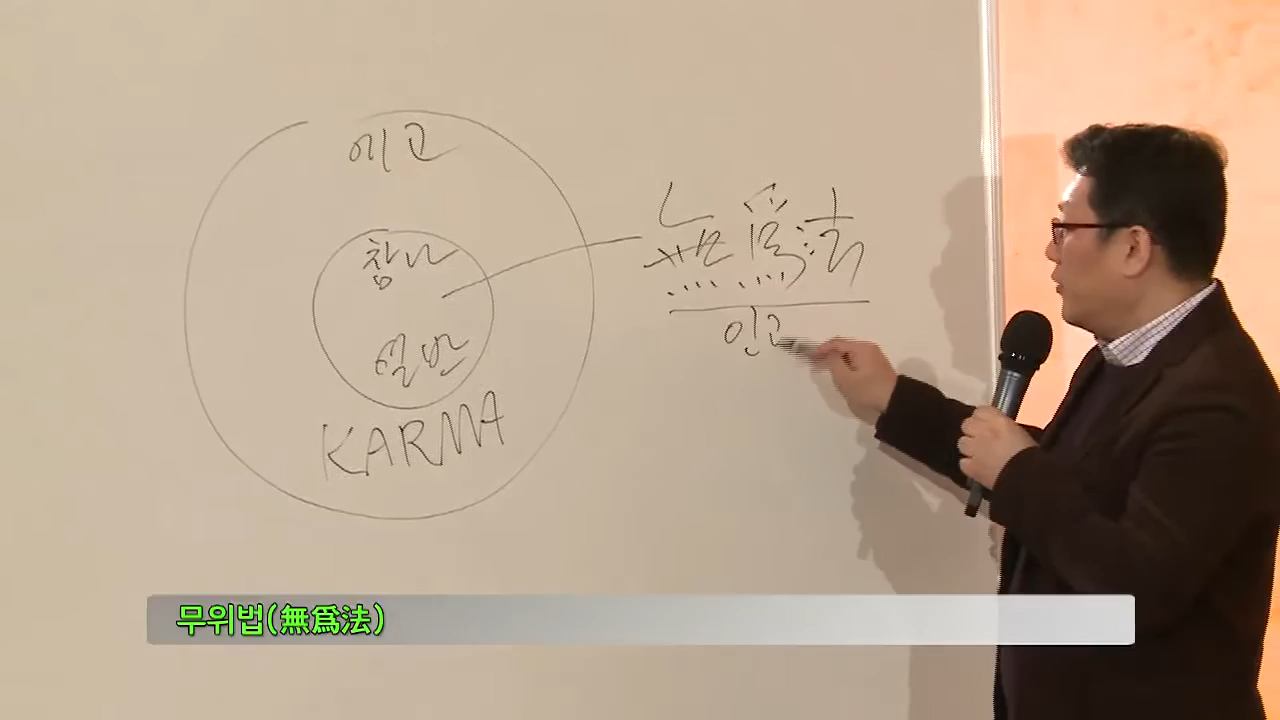 에고
참나
열반
KARMA
無爲法
인고
무위법(無爲法)